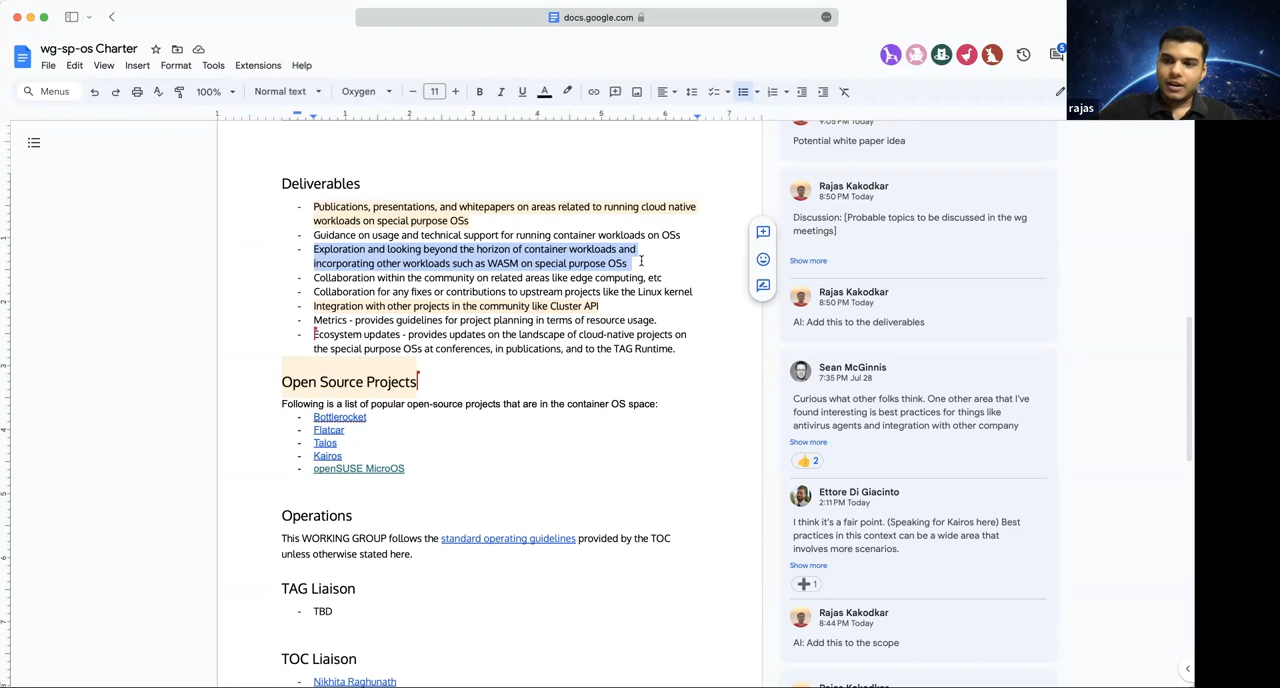 docs.google.com
wg-sp-os Charter
File Edit View Insert Format Tools Extensions Help
5
Menus 100% Normal text Oxygen 11 B I U A
rajas
1 1 2 3 4 5 6 7
Deliverables
- Publications, presentations, and whitepapers on areas related to running cloud native
workloads on special purpose OSs
- Guidance on usage and technical support for running container workloads on OSs
- Exploration and looking beyond the horizon of container workloads and
incorporating other workloads such as WASM on special purpose OSs
- Collaboration within the community on related areas like edge computing, etc
- Collaboration for any fixes or contributions to upstream projects like the Linux kernel
- Integration with other projects in the community like Cluster API
- Metrics - provides guidelines for project planning in terms of resource usage.
- Ecosystem updates - provides updates on the landscape of cloud-native projects on
the special purpose OSs at conferences, in publications, and to the TAG Runtime.
Open Source Projects
Following is a list of popular open-source projects that are in the container OS space:
- Bottlerocket
- Flatcar
- Talos
- Kairos
- openSUSE MicroOS
Operations
This WORKING GROUP follows the standard operating guidelines provided by the TOC
unless otherwise stated here.
TAG Liaison
- TBD
TOC Liaison
- Nikhita Raghunath
9:05 PM Today
Potential white paper idea
Rajas Kakodkar
8:50 PM Today
Discussion: [Probable topics to be discussed in the wg
meetings]
Show more
Rajas Kakodkar
8:50 PM Today
AI: Add this to the deliverables
Sean McGinnis
7:35 PM Jul 28
Curious what other folks think. One other area that I've
found interesting is best practices for things like
antivirus agents and integration with other company
Show more
2
Ettore Di Giacinto
2:11 PM Today
I think it's a fair point. (Speaking for Kairos here) Best
practices in this context can be a wide area that
involves more scenarios.
Show more
1
Rajas Kakodkar
8:44 PM Today
AI: Add this to the scope
Rajas Kakodkar